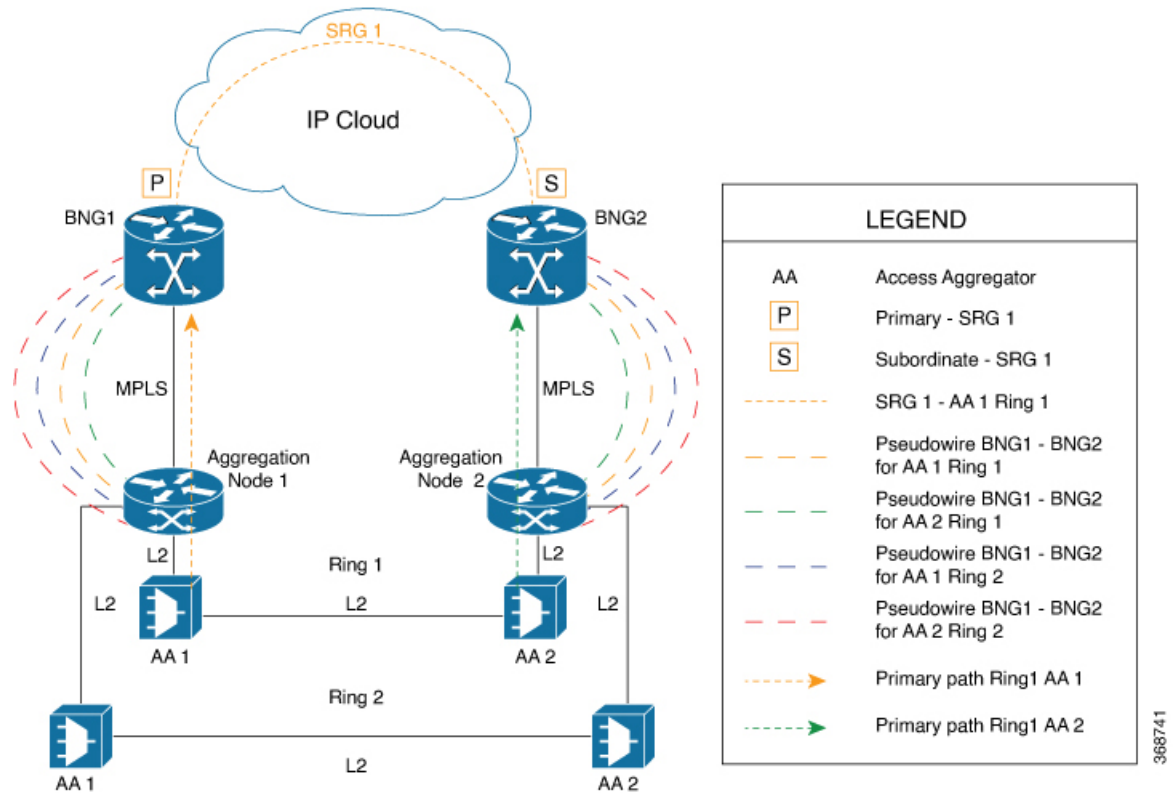 SRG 1
IP Cloud
P
S
BNG1
BNG2
MPLS
MPLS
Aggregation
Node 1
Aggregation
Node 2
L2
L2
Ring 1
L2
L2
L2
AA 1
AA 2
Ring 2
L2
AA 1
AA 2
LEGEND
AA Access Aggregator
P Primary - SRG 1
S Subordinate - SRG 1
SRG 1 - AA 1 Ring 1
Pseudowire BNG1 - BNG2
for AA 1 Ring 1
Pseudowire BNG1 - BNG2
for AA 2 Ring 1
Pseudowire BNG1 - BNG2
for AA 1 Ring 2
Pseudowire BNG1 - BNG2
for AA 2 Ring 2
Primary path Ring1 AA 1
Primary path Ring1 AA 2
368741